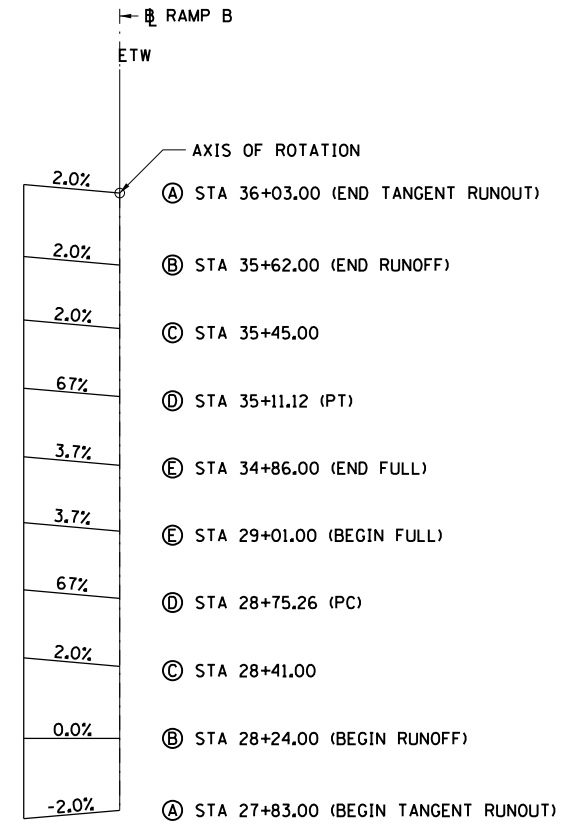 ℄ RAMP B
ETW
AXIS OF ROTATION
2.0% Ⓐ STA 36+03.00 (END TANGENT RUNOUT)
2.0% Ⓑ STA 35+62.00 (END RUNOFF)
2.0% Ⓒ STA 35+45.00
67% Ⓓ STA 35+11.12 (PT)
3.7% Ⓔ STA 34+86.00 (END FULL)
3.7% Ⓔ STA 29+01.00 (BEGIN FULL)
67% Ⓓ STA 28+75.26 (PC)
2.0% Ⓒ STA 28+41.00
0.0% Ⓑ STA 28+24.00 (BEGIN RUNOFF)
-2.0% Ⓐ STA 27+83.00 (BEGIN TANGENT RUNOUT)